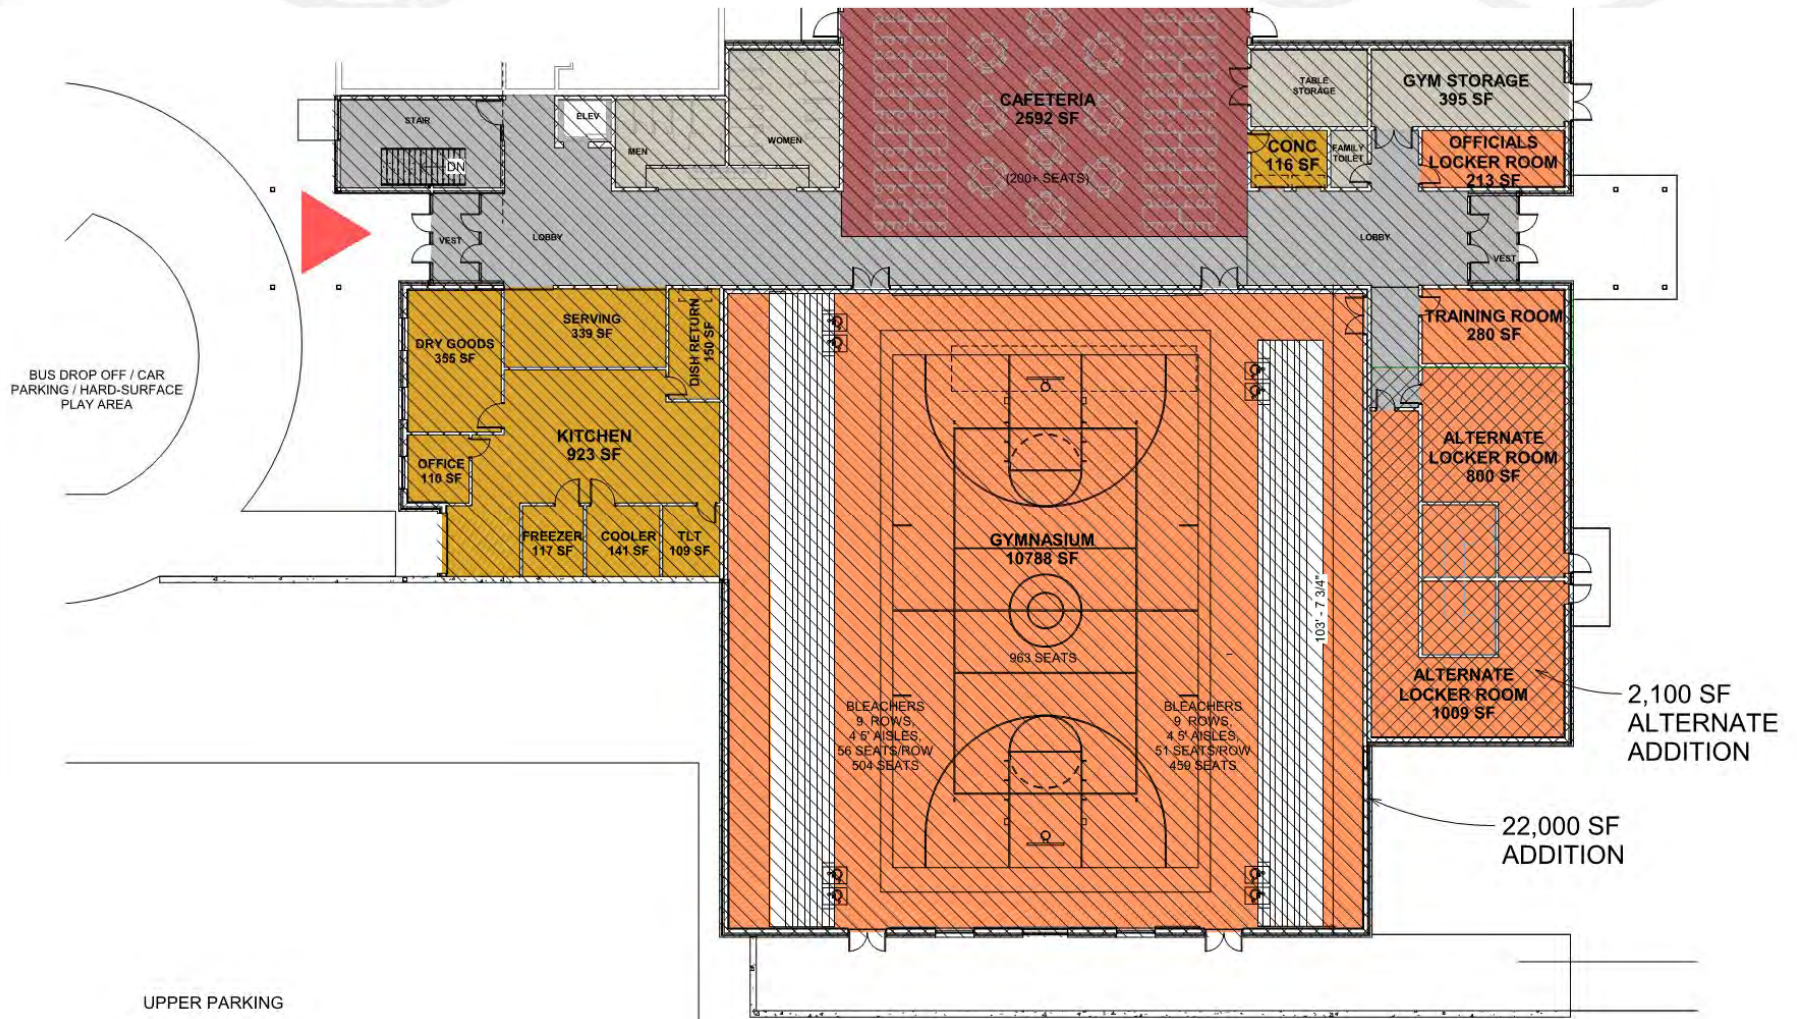 STAIR
DN
ELEV
MEN
WOMEN
CAFETERIA
2592 SF
(200+ SEATS)
TABLE
STORAGE
GYM STORAGE
395 SF
CONC
116 SF
FAMILY
TOILET
OFFICIALS
LOCKER ROOM
213 SF
VEST
LOBBY
LOBBY
VEST
BUS DROP OFF / CAR
PARKING / HARD-SURFACE
PLAY AREA
DRY GOODS
355 SF
SERVING
339 SF
DISH RETURN
150 SF
TRAINING ROOM
280 SF
KITCHEN
923 SF
OFFICE
110 SF
FREEZER
117 SF
COOLER
141 SF
TLT
109 SF
GYMNASIUM
10788 SF
963 SEATS
103' - 7 3/4"
BLEACHERS
9 ROWS,
4 5' AISLES,
56 SEATS/ROW
504 SEATS
BLEACHERS
9 ROWS,
4 5' AISLES,
51 SEATS/ROW
459 SEATS
ALTERNATE
LOCKER ROOM
800 SF
ALTERNATE
LOCKER ROOM
1009 SF
2,100 SF
ALTERNATE
ADDITION
22,000 SF
ADDITION
UPPER PARKING